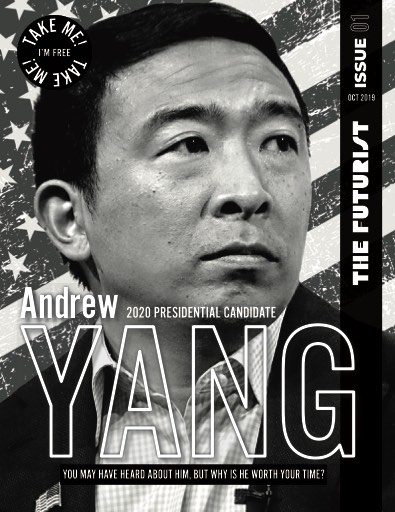 TAKE ME!
I'M FREE
TAKE ME!
ISSUE 01
OCT 2019
THE FUTURIST
Andrew
2020 PRESIDENTIAL CANDIDATE
YANG
YOU MAY HAVE HEARD ABOUT HIM, BUT WHY IS HE WORTH YOUR TIME?